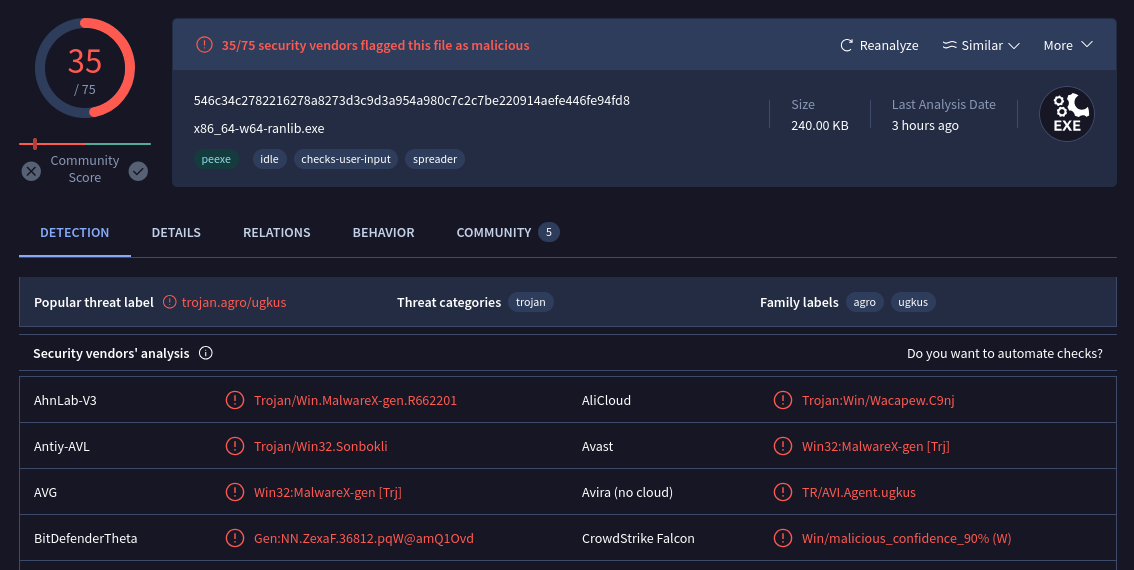 35
/ 75
Community
Score
35/75 security vendors flagged this file as malicious
Reanalyze
Similar
More
546c34c2782216278a8273d3c9d3a954a980c7c2c7be220914aefe446fe94fd8
x86_64-w64-ranlib.exe
peexe idle checks-user-input spreader
Size
240.00 KB
Last Analysis Date
3 hours ago
EXE
DETECTION DETAILS RELATIONS BEHAVIOR COMMUNITY 5
Popular threat label trojan.agro/ugkus Threat categories trojan Family labels agro ugkus
Security vendors' analysis Do you want to automate checks?
AhnLab-V3 Trojan/Win.MalwareX-gen.R662201 AliCloud Trojan:Win/Wacapew.C9nj
Antiy-AVL Trojan/Win32.Sonbokli Avast Win32:MalwareX-gen [Trj]
AVG Win32:MalwareX-gen [Trj] Avira (no cloud) TR/AVI.Agent.ugkus
BitDefenderTheta Gen:NN.ZexaF.36812.pqW@amQ1Ovd CrowdStrike Falcon Win/malicious_confidence_90% (W)